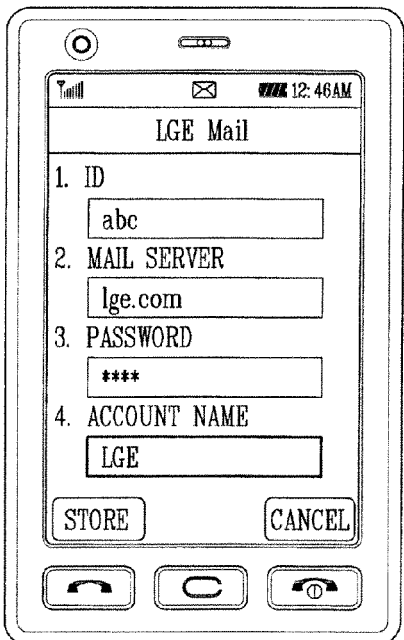 12:46AM
LGE Mail
1. ID
abc
2. MAIL SERVER
lge.com
3. PASSWORD
****
4. ACCOUNT NAME
LGE
STORE CANCEL